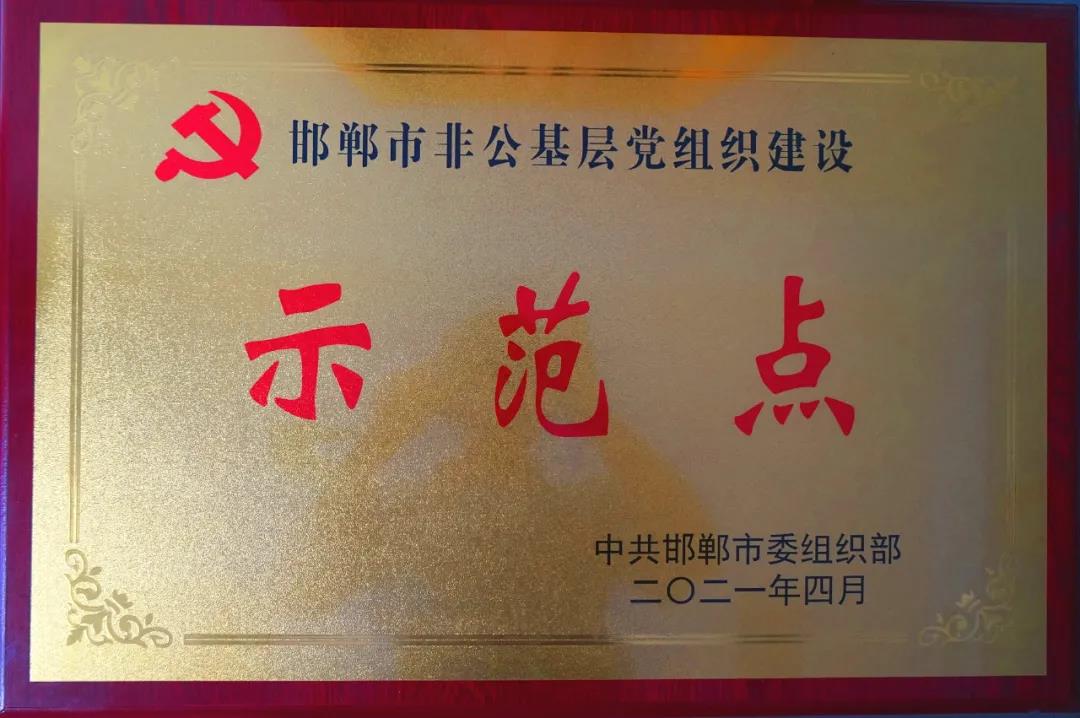 邯郸市非公基层党组织建设
示范点
中共邯郸市委组织部
二〇二一年四月